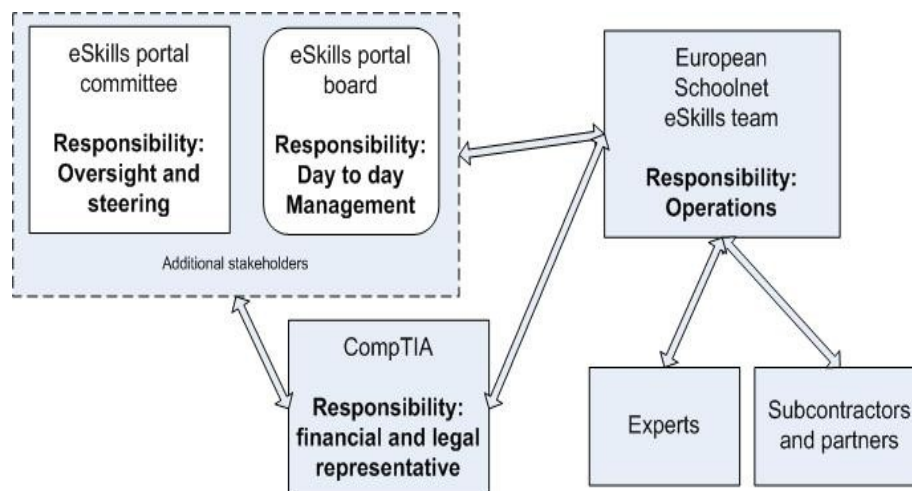 eSkills portal
committee
Responsibility:
Oversight and
steering
eSkills portal
board
Responsibility:
Day to day
Management
Additional stakeholders
European
Schoolnet
eSkills team
Responsibility:
Operations
CompTIA
Responsibility:
financial and legal
representative
Experts
Subcontractors
and partners